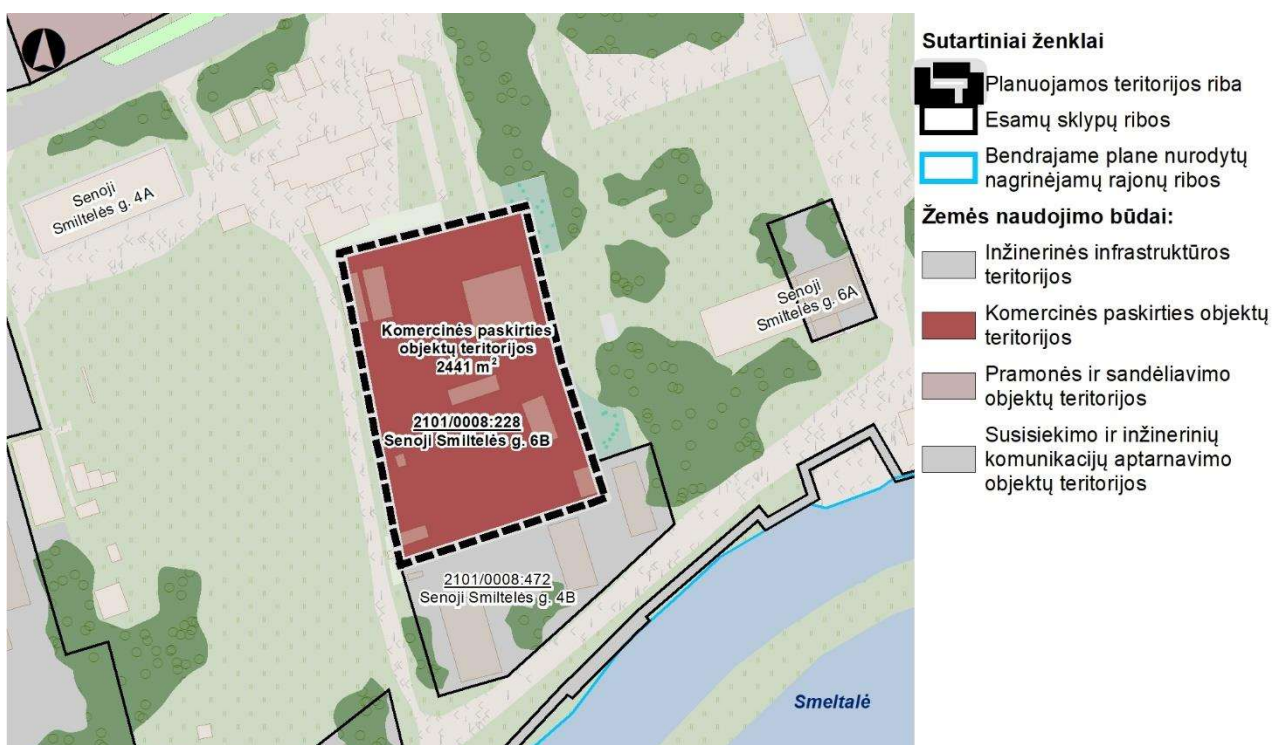 Senoji
Smiltelės g. 4A
Komercinės paskirties
objektų teritorijos
2441 m²
2101/0008:228
Senoji Smiltelės g. 6B
Senoji
Smiltelės g. 6A
2101/0008:472
Senoji Smiltelės g. 4B
Smeltalė
Sutartiniai ženklai
Planuojamos teritorijos riba
Esamų sklypų ribos
Bendrajame plane nurodytų
nagrinėjamų rajonų ribos
Žemės naudojimo būdai:
Inžinerinės infrastruktūros
teritorijos
Komercinės paskirties objektų
teritorijos
Pramonės ir sandėliavimo
objektų teritorijos
Susisiekimo ir inžinerinių
komunikacijų aptarnavimo
objektų teritorijos